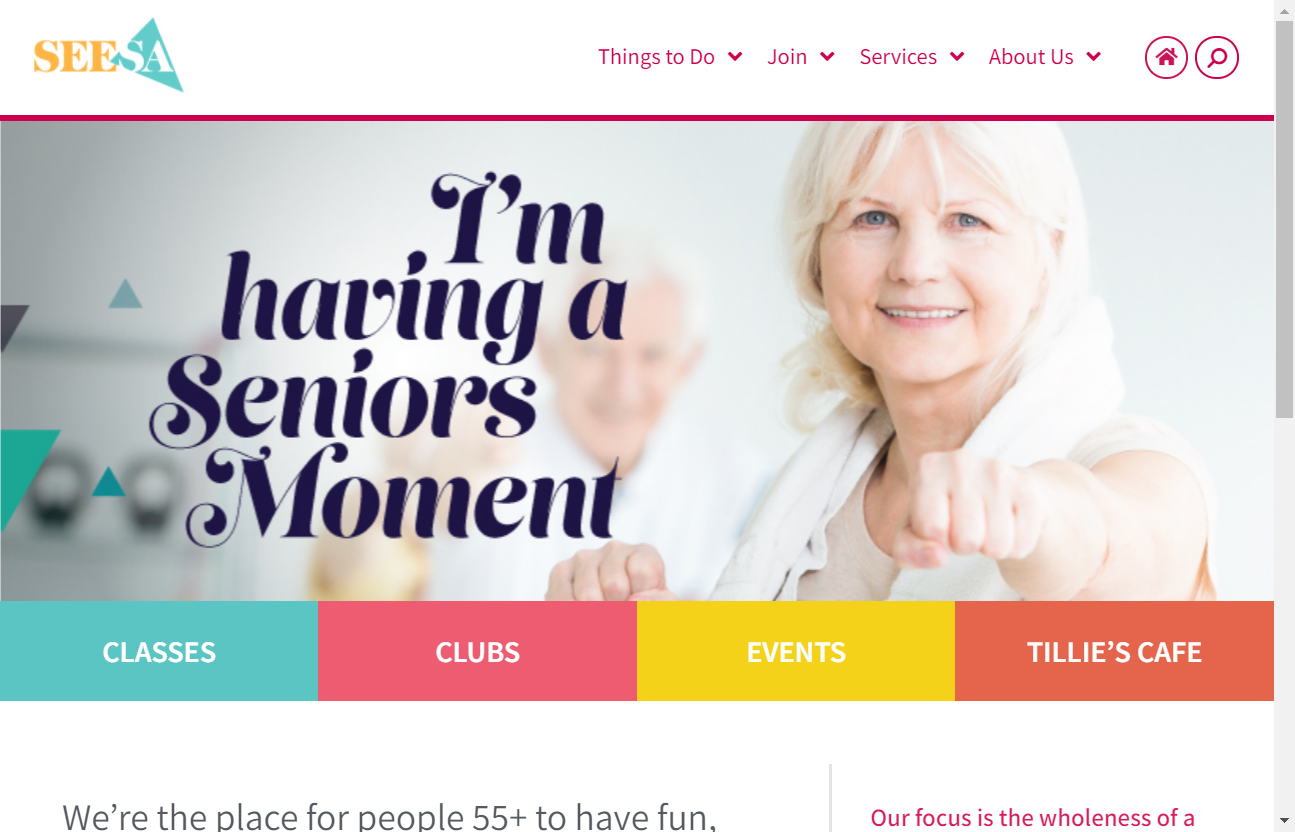 SEESA
Things to Do
Join
Services
About Us
I'm
having a
Seniors
Moment
CLASSES
CLUBS
EVENTS
TILLIE’S CAFE
We’re the place for people 55+ to have fun,
Our focus is the wholeness of a